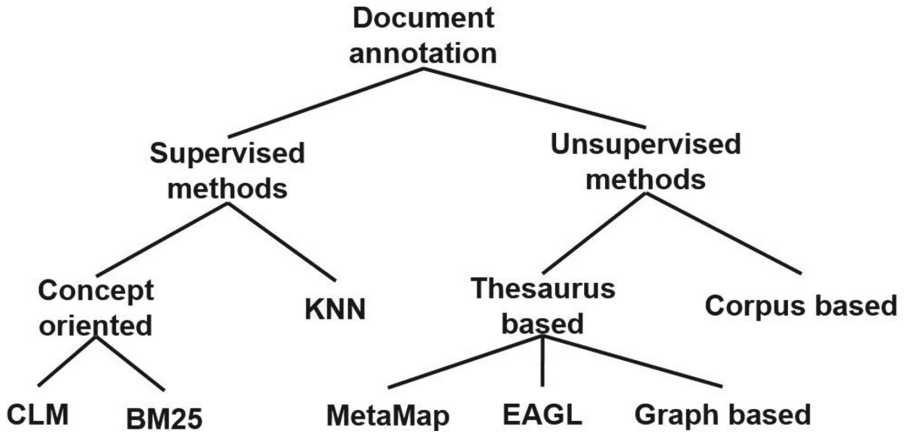 Document
annotation
Supervised
methods
Unsupervised
methods
Concept
oriented
KNN
Thesaurus
based
Corpus based
CLM
BM25
MetaMap
EAGL
Graph based